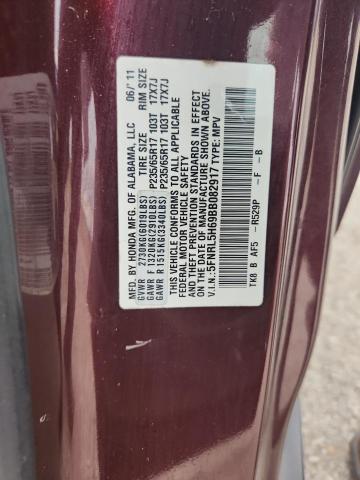 MFD. BY HONDA MFG. OF ALABAMA, LLC 06/'11
GVWR 2730KG(6019LBS) TIRE SIZE RIM SIZE
GAWR F 1320KG(2910LBS) P235/65R17 103T 17X7J
GAWR R 1515KG(3340LBS) P235/65R17 103T 17X7J
THIS VEHICLE CONFORMS TO ALL APPLICABLE
FEDERAL MOTOR VEHICLE SAFETY
AND THEFT PREVENTION STANDARDS IN EFFECT
ON THE DATE OF MANUFACTURE SHOWN ABOVE.
V.I.N.:5FNRL5H69BB082917 TYPE: MPV
TK8 B AF5 -R529P -F -B